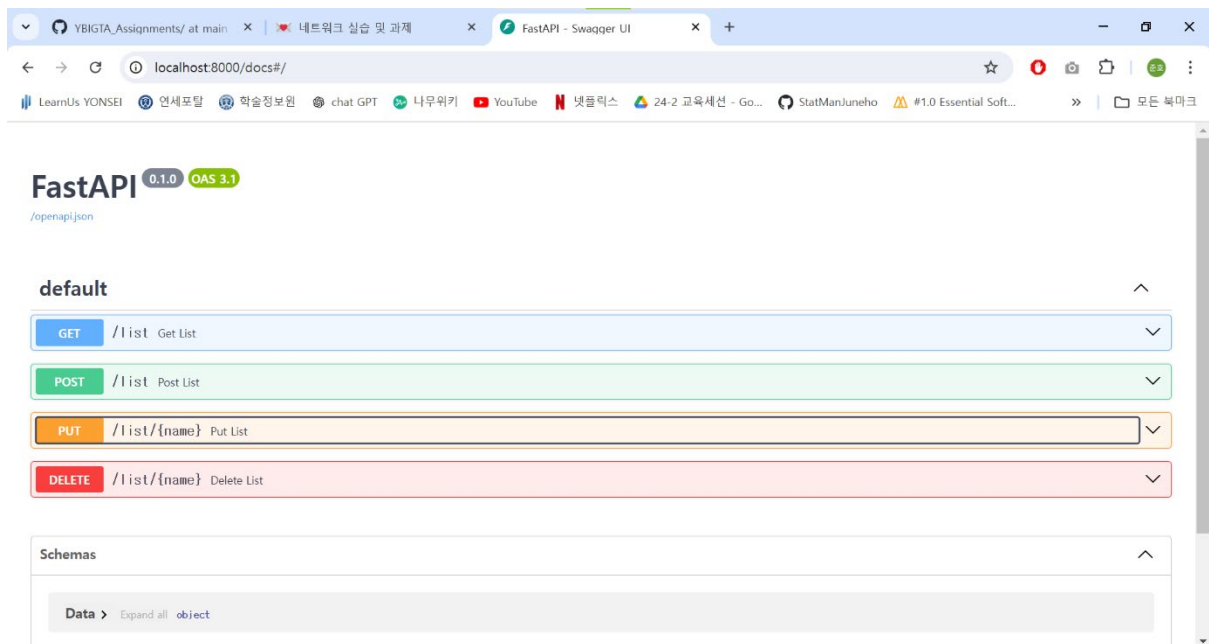 YBIGTA_Assignments/ at main
네트워크 실습 및 과제
FastAPI - Swagger UI
localhost:8000/docs#/
준호
LearnUs YONSEI
연세포탈
학술정보원
chat GPT
나무위키
YouTube
넷플릭스
24-2 교육세션 - Go...
StatManJuneho
#1.0 Essential Soft...
모든 북마크
FastAPI 0.1.0 OAS 3.1
/openapi.json
default
GET /list Get List
POST /list Post List
PUT /list/{name} Put List
DELETE /list/{name} Delete List
Schemas
Data Expand all object